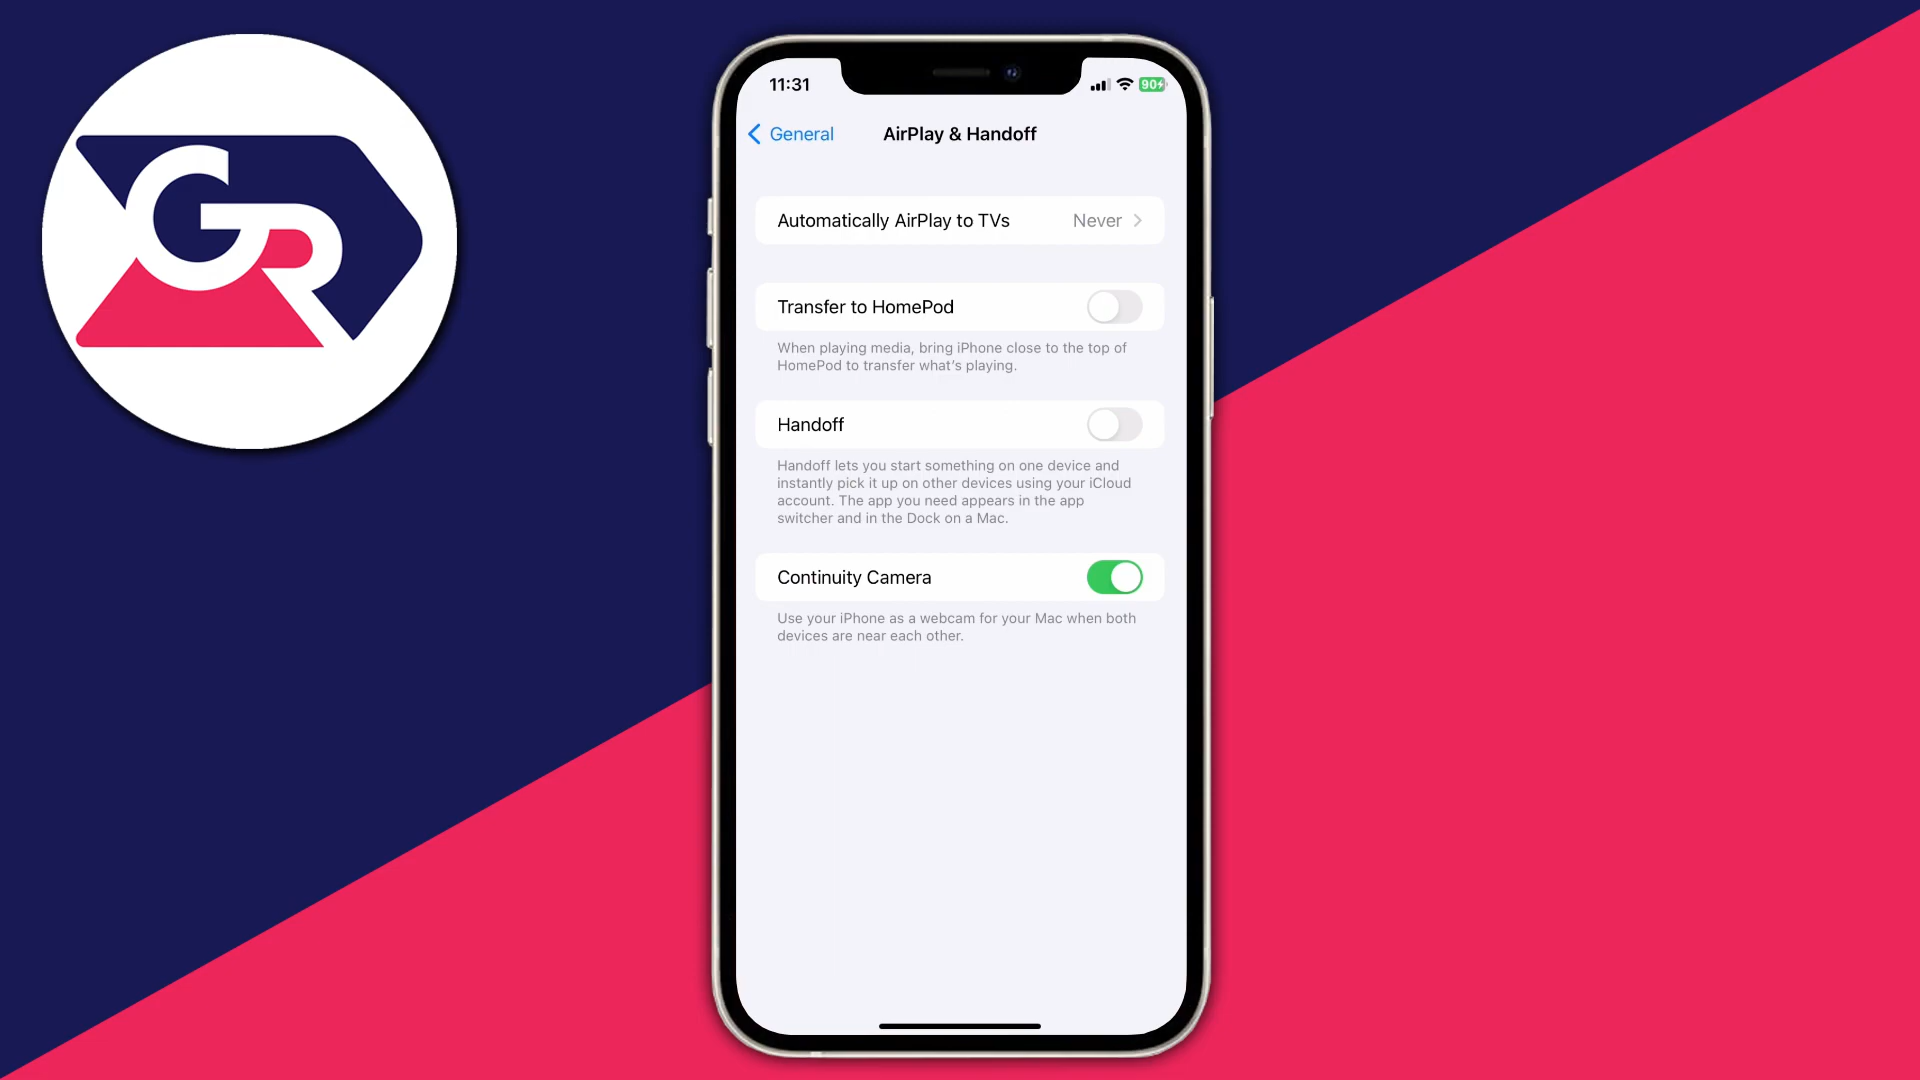 GR
11:31
90
General
AirPlay & Handoff
Automatically AirPlay to TVs Never
Transfer to HomePod
When playing media, bring iPhone close to the top of
HomePod to transfer what's playing.
Handoff
Handoff lets you start something on one device and
instantly pick it up on other devices using your iCloud
account. The app you need appears in the app
switcher and in the Dock on a Mac.
Continuity Camera
Use your iPhone as a webcam for your Mac when both
devices are near each other.